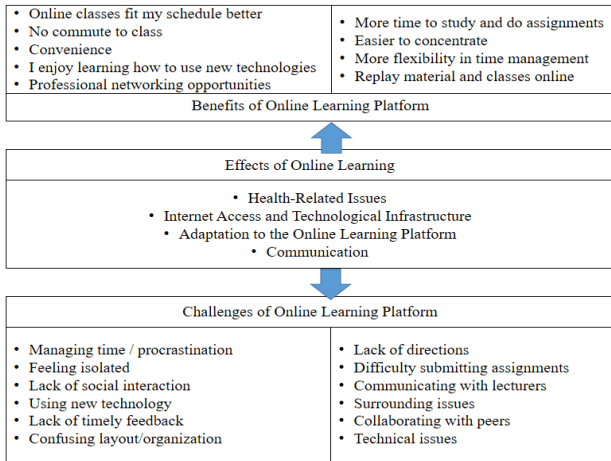 • Online classes fit my schedule better
• No commute to class
• Convenience
• I enjoy learning how to use new technologies
• Professional networking opportunities
• More time to study and do assignments
• Easier to concentrate
• More flexibility in time management
• Replay material and classes online
Benefits of Online Learning Platform
Effects of Online Learning
• Health-Related Issues
• Internet Access and Technological Infrastructure
• Adaptation to the Online Learning Platform
• Communication
Challenges of Online Learning Platform
• Managing time / procrastination
• Feeling isolated
• Lack of social interaction
• Using new technology
• Lack of timely feedback
• Confusing layout/organization
• Lack of directions
• Difficulty submitting assignments
• Communicating with lecturers
• Surrounding issues
• Collaborating with peers
• Technical issues